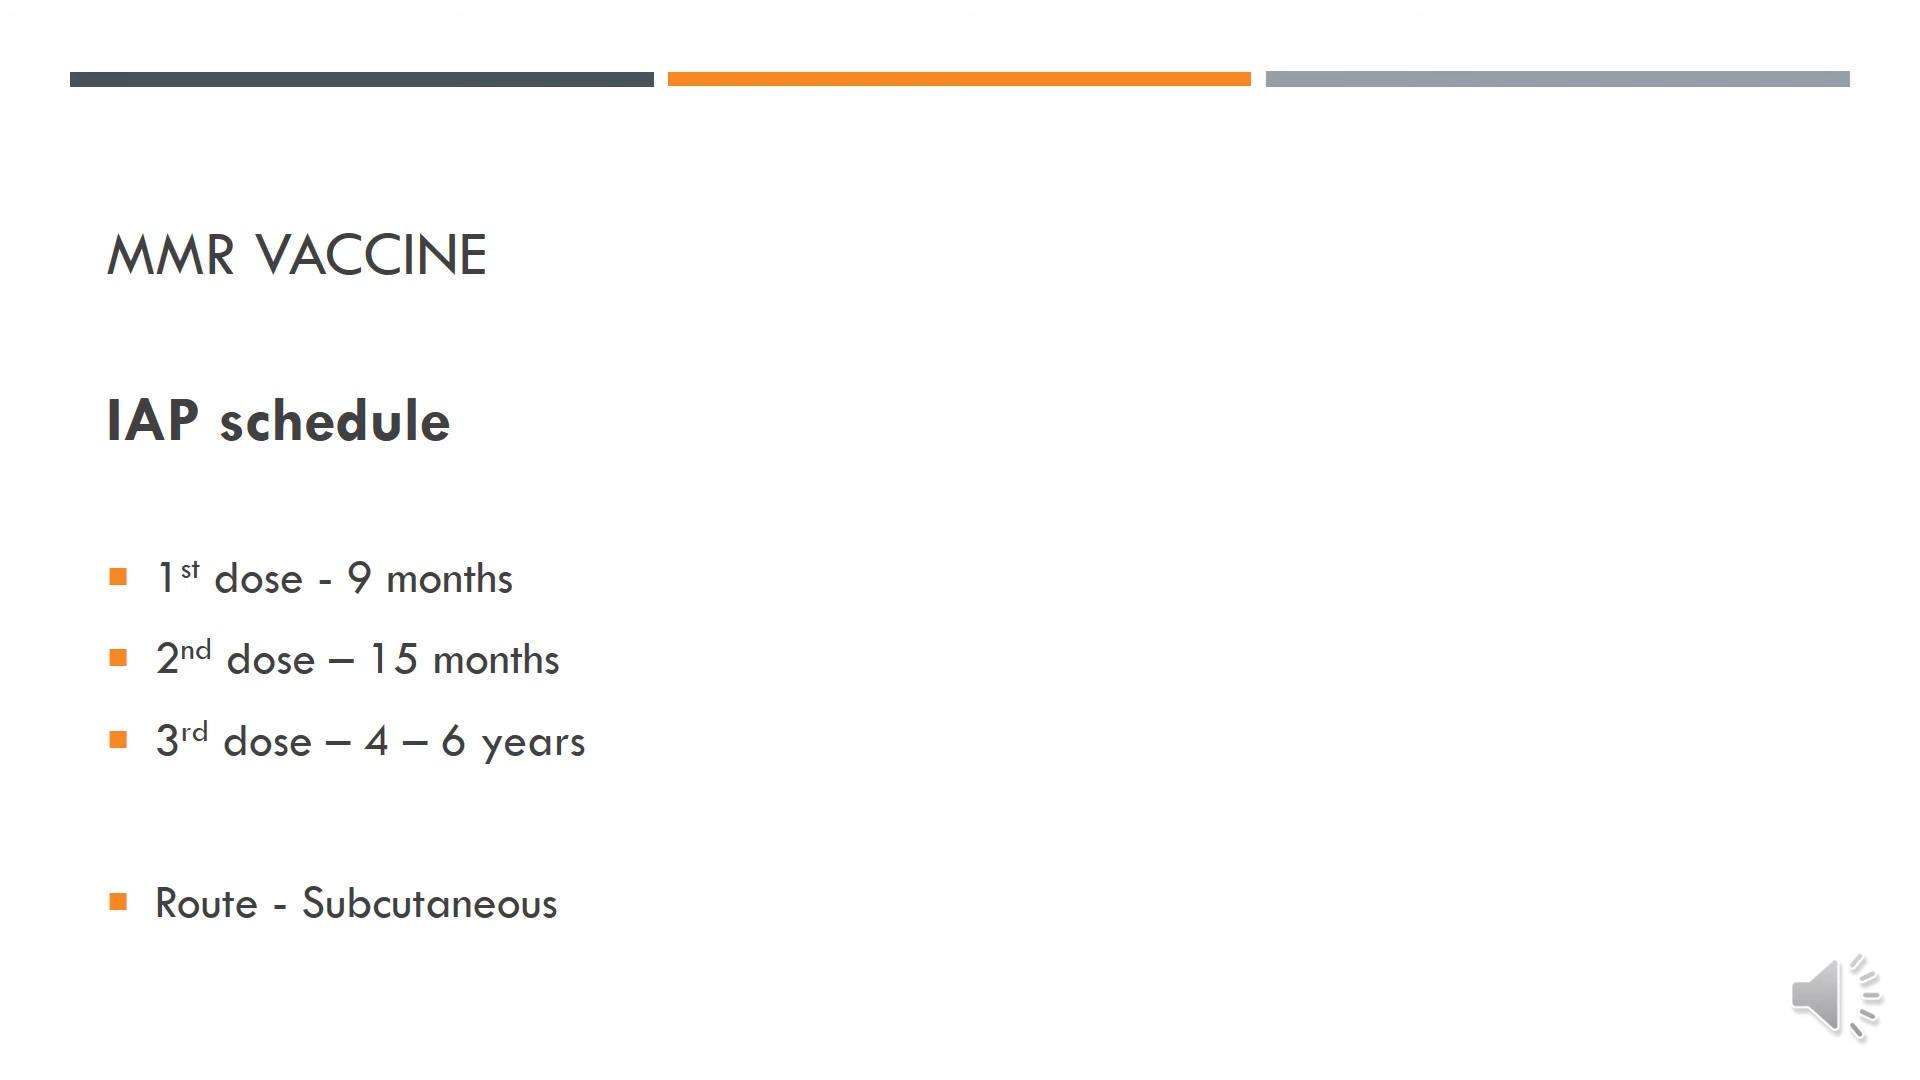 MMR VACCINE
IAP schedule
1st dose - 9 months
2nd dose – 15 months
3rd dose – 4 – 6 years
Route - Subcutaneous